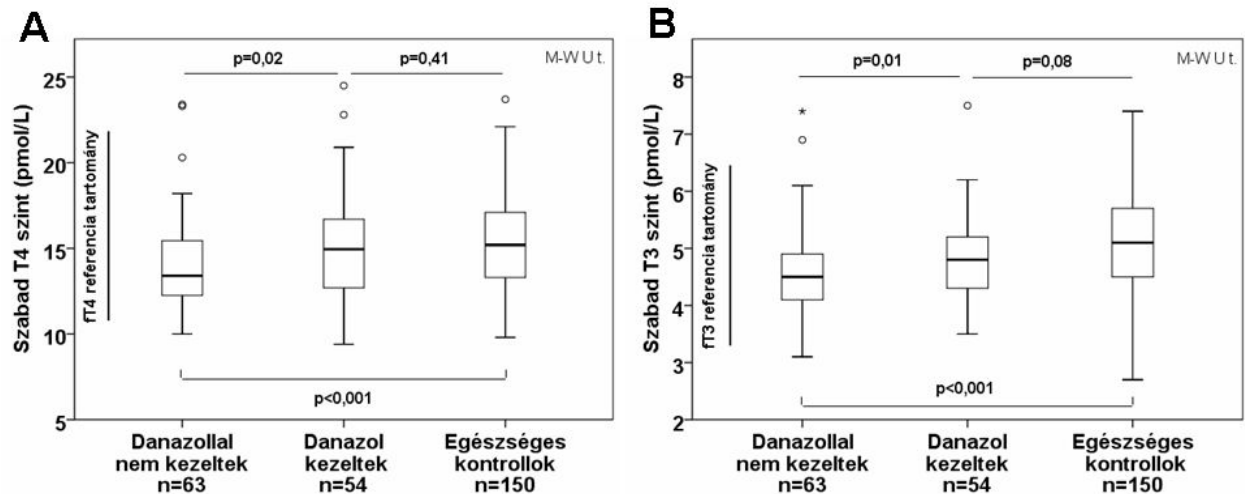 A
M-W U t.
p=0,02
p=0,41
Szabad T4 szint (pmol/L)
fT4 referencia tartomány
25
20
15
10
5
p<0,001
Danazollal
nem kezeltek
n=63
Danazol
kezeltek
n=54
Egészséges
kontrollok
n=150
B
M-W U t.
p=0,01
p=0,08
Szabad T3 szint (pmol/L)
fT3 referencia tartomány
8
7
6
5
4
3
2
p<0,001
Danazollal
nem kezeltek
n=63
Danazol
kezeltek
n=54
Egészséges
kontrollok
n=150